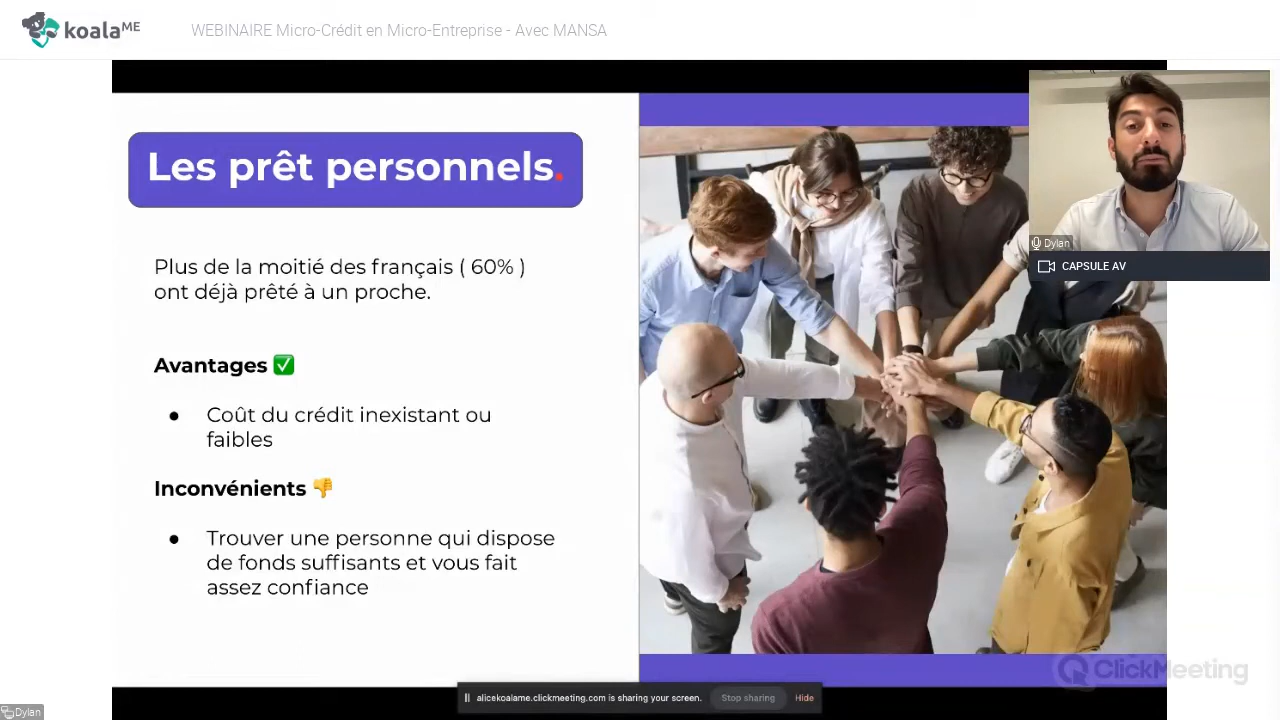 koalaME
WEBINAIRE Micro-Crédit en Micro-Entreprise - Avec MANSA
Les prêt personnels.
Plus de la moitié des français ( 60% )
ont déjà prêté à un proche.
Avantages ✅
● Coût du crédit inexistant ou
faibles
Inconvénients 👎
● Trouver une personne qui dispose
de fonds suffisants et vous fait
assez confiance
Dylan
CAPSULE AV
ClickMeeting
alicekoalame.clickmeeting.com is sharing your screen.
Stop sharing
Hide
Dylan